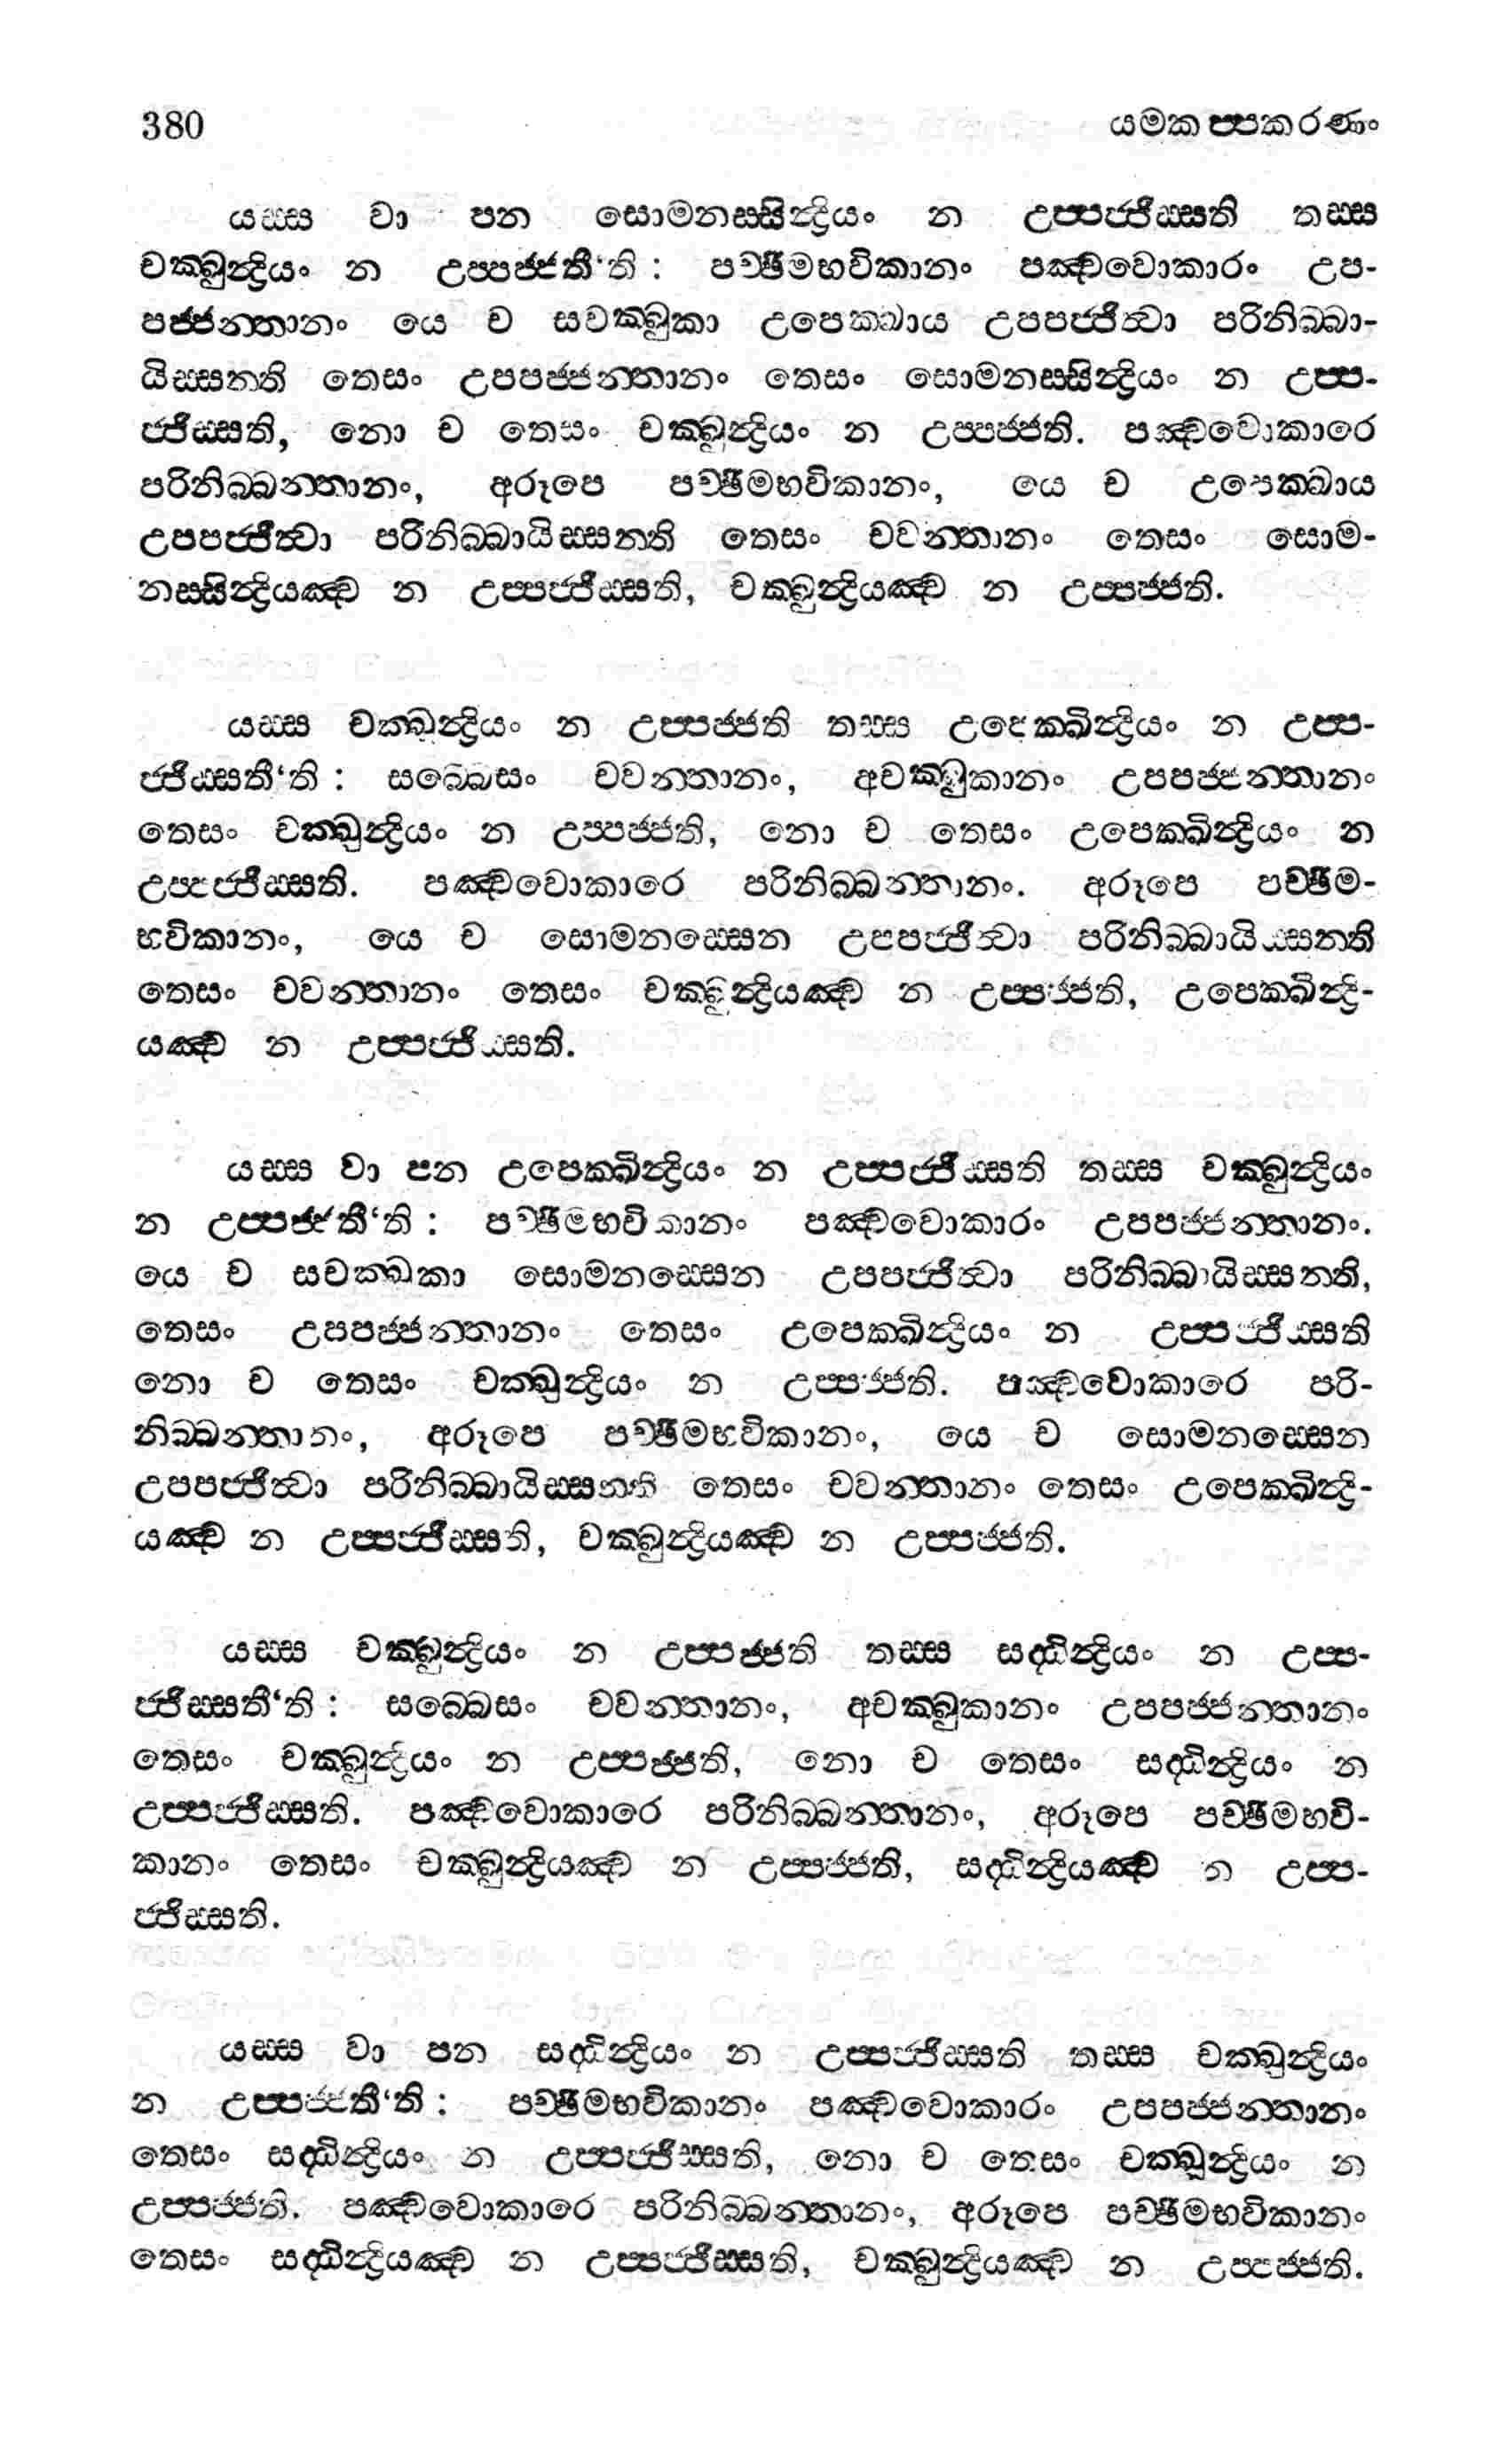 380 යමකප්පකරණං
යස්ස වා පන සොමනස්සින්ද්‍රියං න උප්පජ්ජිස්සති තස්ස
චක්ඛුන්ද්‍රියං න උප්පජ්ජතී‘ති : පච්ඡිමභවිකානං පඤ්චවොකාරං උප-
පජ්ජන්තානං යෙ ච සචක්ඛුකා උපෙක්ඛාය උපපජ්ජිත්වා පරිනිබ්බා-
යිස්සන්ති තෙසං උපපජ්ජන්තානං තෙසං සොමනස්සින්ද්‍රියං න උප්ප-
ජ්ජිස්සති, නො ච තෙසං චක්ඛුන්ද්‍රියං න උප්පජ්ජති. පඤ්චවොකාරෙ
පරිනිබ්බන්තානං, අරූපෙ පච්ඡිමභවිකානං, යෙ ච උපෙක්ඛාය
උපපජ්ජිත්වා පරිනිබ්බායිස්සන්ති තෙසං චවන්තානං තෙසං සොම-
නස්සින්ද්‍රියඤ්ච න උප්පජ්ජිස්සති, චක්ඛුන්ද්‍රියඤ්ච න උප්පජ්ජති.
යස්ස චක්ඛුන්ද්‍රියං න උප්පජ්ජති තස්ස උපෙක්ඛින්ද්‍රියං න උප්ප-
ජ්ජිස්සතී‘ති : සබ්බෙසං චවන්තානං, අචක්ඛුකානං උපපජ්ජන්තානං
තෙසං චක්ඛුන්ද්‍රියං න උප්පජ්ජති, නො ච තෙසං උපෙක්ඛින්ද්‍රියං න
උප්පජ්ජිස්සති. පඤ්චවොකාරෙ පරිනිබ්බන්තානං. අරූපෙ පච්ඡිම-
භවිකානං, යෙ ච සොමනස්සෙන උපපජ්ජිත්වා පරිනිබ්බායිස්සන්ති
තෙසං චවන්තානං තෙසං චක්ඛුන්ද්‍රියඤ්ච න උප්පජ්ජති, උපෙක්ඛින්ද්‍රි-
යඤ්ච න උප්පජ්ජිස්සති.
යස්ස වා පන උපෙක්ඛින්ද්‍රියං න උප්පජ්ජිස්සති තස්ස චක්ඛුන්ද්‍රියං
න උප්පජ්ජතී‘ති : පච්ඡිමභවිකානං පඤ්චවොකාරං උපපජ්ජන්තානං.
යෙ ච සචක්ඛුකා සොමනස්සෙන උපපජ්ජිත්වා පරිනිබ්බායිස්සන්ති,
තෙසං උපපජ්ජන්තානං තෙසං උපෙක්ඛින්ද්‍රියං න උප්පජ්ජිස්සති
නො ච තෙසං චක්ඛුන්ද්‍රියං න උප්පජ්ජති. පඤ්චවොකාරෙ පරි-
නිබ්බන්තානං, අරූපෙ පච්ඡිමභවිකානං, යෙ ච සොමනස්සෙන
උපපජ්ජිත්වා පරිනිබ්බායිස්සන්ති තෙසං චවන්තානං තෙසං උපෙක්ඛින්ද්‍රි-
යඤ්ච න උප්පජ්ජිස්සති, චක්ඛුන්ද්‍රියඤ්ච න උප්පජ්ජති.
යස්ස චක්ඛුන්ද්‍රියං න උප්පජ්ජති තස්ස සද්ධින්ද්‍රියං න උප්ප-
ජ්ජිස්සතී‘ති : සබ්බෙසං චවන්තානං, අචක්ඛුකානං උපපජ්ජන්තානං
තෙසං චක්ඛුන්ද්‍රියං න උප්පජ්ජති, නො ච තෙසං සද්ධින්ද්‍රියං න
උප්පජ්ජිස්සති. පඤ්චවොකාරෙ පරිනිබ්බන්තානං, අරූපෙ පච්ඡිමභවි-
කානං තෙසං චක්ඛුන්ද්‍රියඤ්ච න උප්පජ්ජති, සද්ධින්ද්‍රියඤ්ච න උප්ප-
ජ්ජිස්සති.
යස්ස වා පන සද්ධින්ද්‍රියං න උප්පජ්ජිස්සති තස්ස චක්ඛුන්ද්‍රියං
න උප්පජ්ජතී‘ති : පච්ඡිමභවිකානං පඤ්චවොකාරං උපපජ්ජන්තානං
තෙසං සද්ධින්ද්‍රියං න උප්පජ්ජිස්සති, නො ච තෙසං චක්ඛුන්ද්‍රියං න
උප්පජ්ජති. පඤ්චවොකාරෙ පරිනිබ්බන්තානං, අරූපෙ පච්ඡිමභවිකානං
තෙසං සද්ධින්ද්‍රියඤ්ච න උප්පජ්ජිස්සති, චක්ඛුන්ද්‍රියඤ්ච න උප්පජ්ජති.